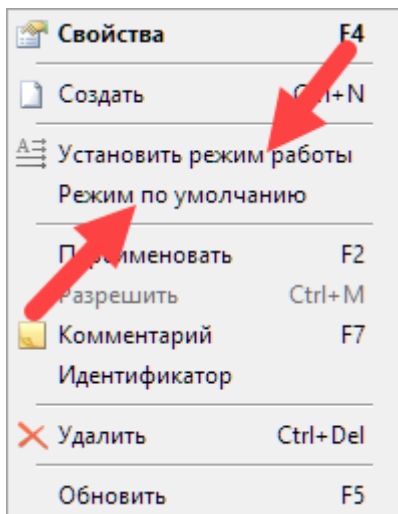 Свойства F4
Создать Ctrl+N
Установить режим работы
Режим по умолчанию
Переименовать F2
Разрешить Ctrl+M
Комментарий F7
Идентификатор
Удалить Ctrl+Del
Обновить F5